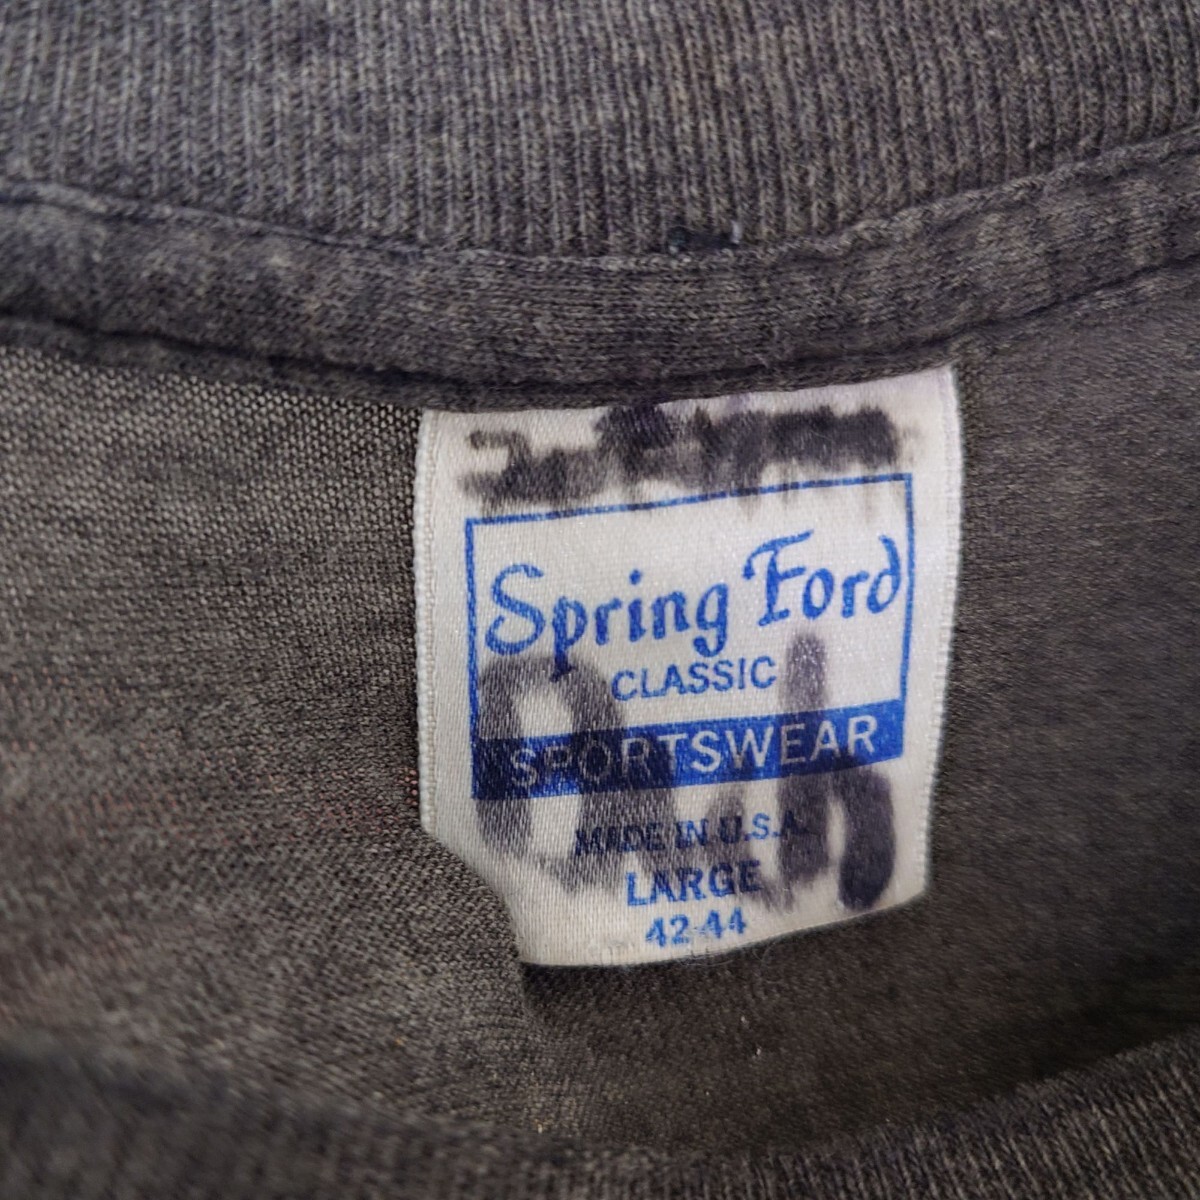 Spring Ford
CLASSIC
SPORTSWEAR
MADE IN U.S.A.
LARGE
42-44